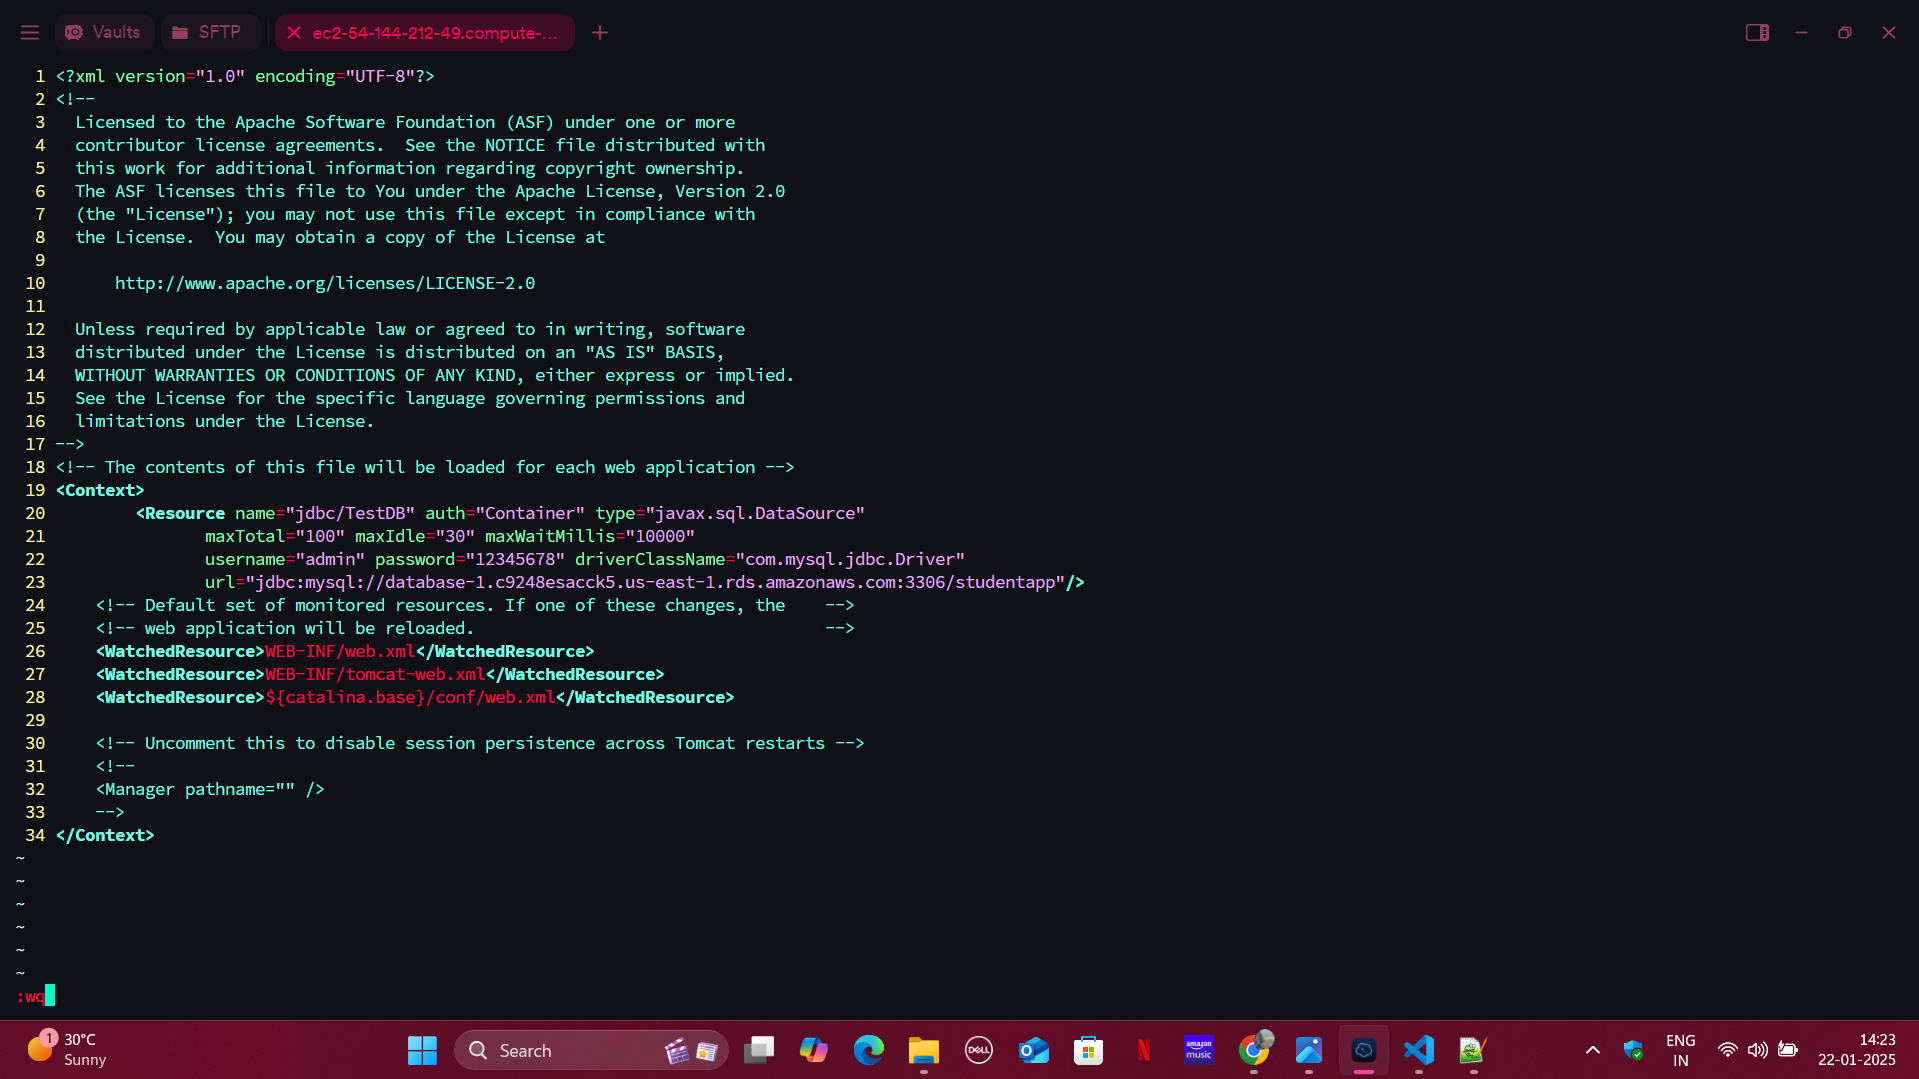 Vaults SFTP ec2-54-144-212-49.compute-...
1 <?xml version="1.0" encoding="UTF-8"?>
2 <!--
3   Licensed to the Apache Software Foundation (ASF) under one or more
4   contributor license agreements.  See the NOTICE file distributed with
5   this work for additional information regarding copyright ownership.
6   The ASF licenses this file to You under the Apache License, Version 2.0
7   (the "License"); you may not use this file except in compliance with
8   the License.  You may obtain a copy of the License at
9
10       http://www.apache.org/licenses/LICENSE-2.0
11
12   Unless required by applicable law or agreed to in writing, software
13   distributed under the License is distributed on an "AS IS" BASIS,
14   WITHOUT WARRANTIES OR CONDITIONS OF ANY KIND, either express or implied.
15   See the License for the specific language governing permissions and
16   limitations under the License.
17 -->
18 <!-- The contents of this file will be loaded for each web application -->
19 <Context>
20         <Resource name="jdbc/TestDB" auth="Container" type="javax.sql.DataSource"
21                maxTotal="100" maxIdle="30" maxWaitMillis="10000"
22                username="admin" password="12345678" driverClassName="com.mysql.jdbc.Driver"
23                url="jdbc:mysql://database-1.c9248esacck5.us-east-1.rds.amazonaws.com:3306/studentapp"/>
24     <!-- Default set of monitored resources. If one of these changes, the    -->
25     <!-- web application will be reloaded.                                   -->
26     <WatchedResource>WEB-INF/web.xml</WatchedResource>
27     <WatchedResource>WEB-INF/tomcat-web.xml</WatchedResource>
28     <WatchedResource>${catalina.base}/conf/web.xml</WatchedResource>
29
30     <!-- Uncomment this to disable session persistence across Tomcat restarts -->
31     <!--
32     <Manager pathname="" />
33     -->
34 </Context>
~
~
~
~
~
~
:wq
1 30°C
Sunny
Search
DELL
amazon music
ENG
IN
14:23
22-01-2025